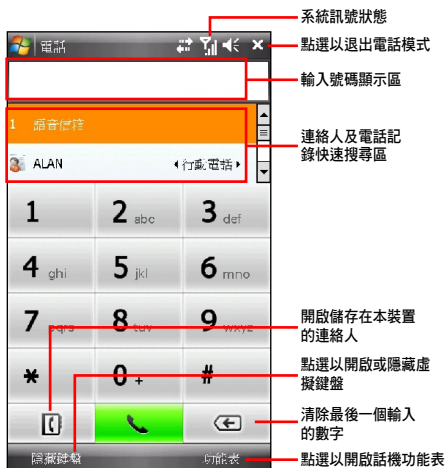 系統訊號狀態
電話
點選以退出電話模式
輸入號碼顯示區
1 語音信箱
連絡人及電話記
錄快速搜尋區
ALAN 行動電話
1 2 abc 3 def
4 ghi 5 jkl 6 mno
7 pqrs 8 tuv 9 wxyz
* 0 + #
開啟儲存在本裝置
的連絡人
點選以開啟或隱藏虛
擬鍵盤
清除最後一個輸入
的數字
隱藏鍵盤 功能表
點選以開啟話機功能表